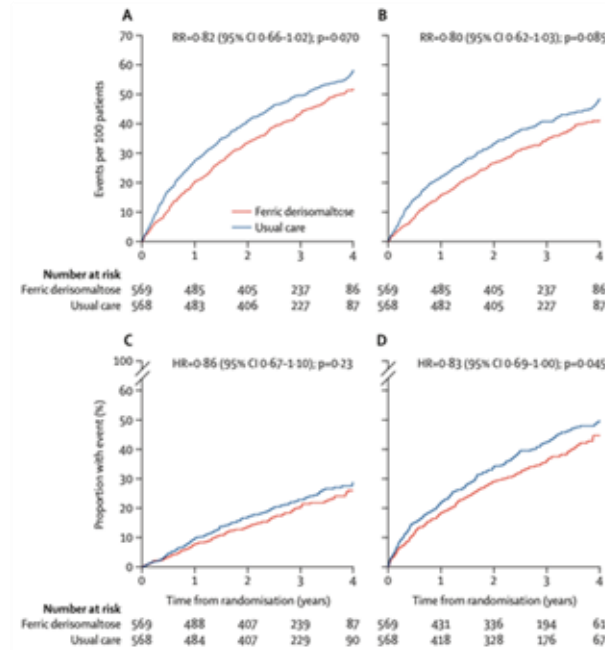 A
B
70
RR=0·82 (95% CI 0·66–1·02); p=0·070
RR=0·80 (95% CI 0·62–1·03); p=0·085
60
50
40
30
20
10
0
Events per 100 patients
Ferric derisomaltose
Usual care
0 1 2 3 4
0 1 2 3 4
Number at risk
Ferric derisomaltose 569 485 405 237 86 569 485 405 237 86
Usual care 568 483 406 227 87 568 482 405 227 87
C
D
100
HR=0·86 (95% CI 0·67–1·10); p=0·23
HR=0·83 (95% CI 0·69–1·00); p=0·045
50
40
30
20
10
0
Proportion with event (%)
0 1 2 3 4
0 1 2 3 4
Time from randomisation (years)
Time from randomisation (years)
Number at risk
Ferric derisomaltose 569 488 407 239 87 569 431 336 194 61
Usual care 568 484 407 229 90 568 418 328 176 67